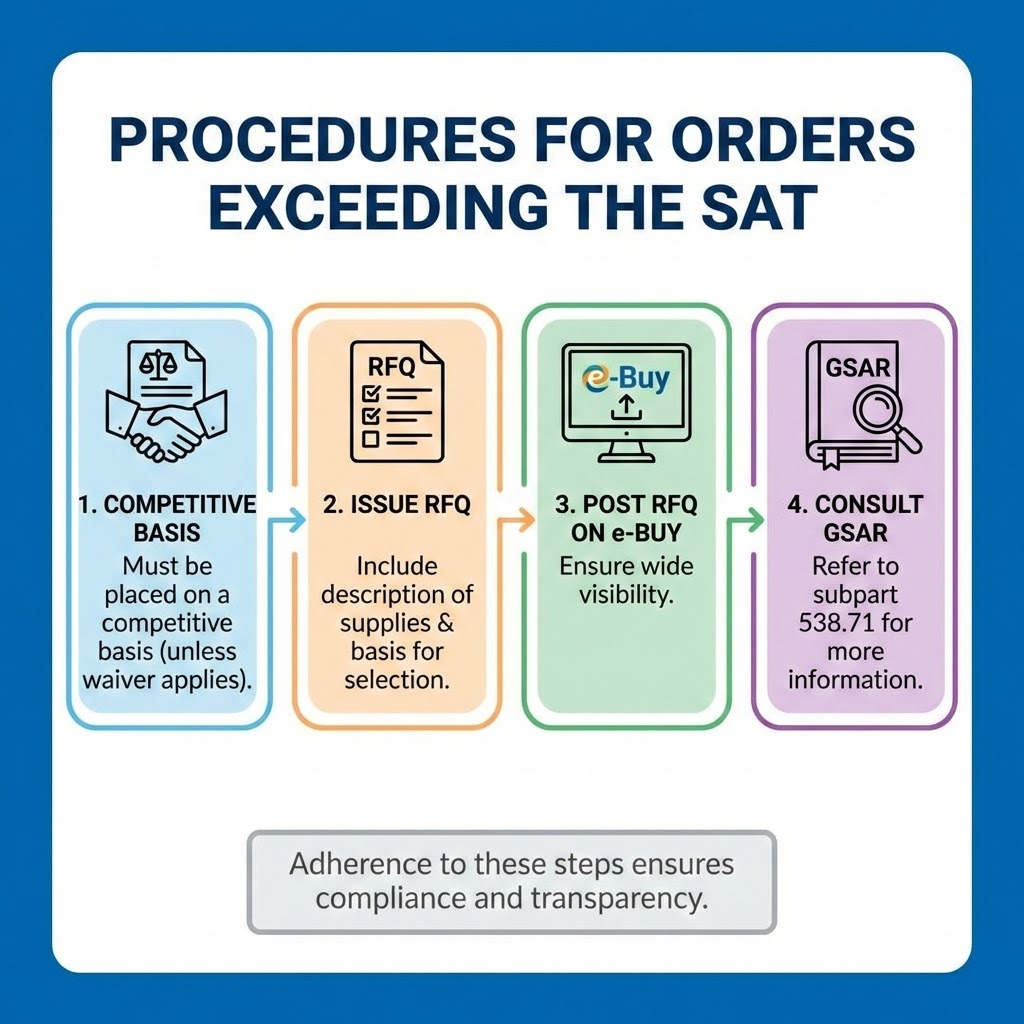 PROCEDURES FOR ORDERS
EXCEEDING THE SAT
RFQ
e-Buy
GSAR
1. COMPETITIVE
BASIS
Must be
placed on a
competitive
basis (unless
waiver applies).
2. ISSUE RFQ
Include
description of
supplies &
basis for
selection.
3. POST RFQ
ON e-BUY
Ensure wide
visibility.
4. CONSULT
GSAR
Refer to
subpart
538.71 for
more
information.
Adherence to these steps ensures
compliance and transparency.